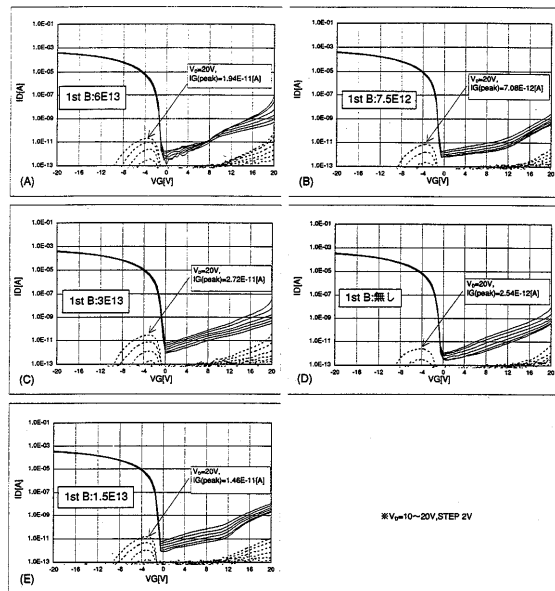 1.0E-01
1.0E-03
1.0E-05
1.0E-07
1.0E-09
1.0E-11
1.0E-13
ID[A]
V_D=20V,
IG(peak)=1.94E-11[A]
1st B:6E13
-20 -16 -12 -8 -4 0 4 8 12 16 20
VG[V]
(A)
1.0E-01
1.0E-03
1.0E-05
1.0E-07
1.0E-09
1.0E-11
1.0E-13
ID[A]
V_D=20V,
IG(peak)=7.08E-12[A]
1st B:7.5E12
-20 -16 -12 -8 -4 0 4 8 12 16 20
VG[V]
(B)
1.0E-01
1.0E-03
1.0E-05
1.0E-07
1.0E-09
1.0E-11
1.0E-13
ID[A]
V_D=20V,
IG(peak)=2.72E-11[A]
1st B:3E13
-20 -16 -12 -8 -4 0 4 8 12 16 20
VG[V]
(C)
1.0E-01
1.0E-03
1.0E-05
1.0E-07
1.0E-09
1.0E-11
1.0E-13
ID[A]
V_D=20V,
IG(peak)=2.54E-12[A]
1st B:無し
-20 -16 -12 -8 -4 0 4 8 12 16 20
VG[V]
(D)
1.0E-01
1.0E-03
1.0E-05
1.0E-07
1.0E-09
1.0E-11
1.0E-13
ID[A]
V_D=20V,
IG(peak)=1.46E-11[A]
1st B:1.5E13
-20 -16 -12 -8 -4 0 4 8 12 16 20
VG[V]
(E)
※V_D=10～20V,STEP 2V